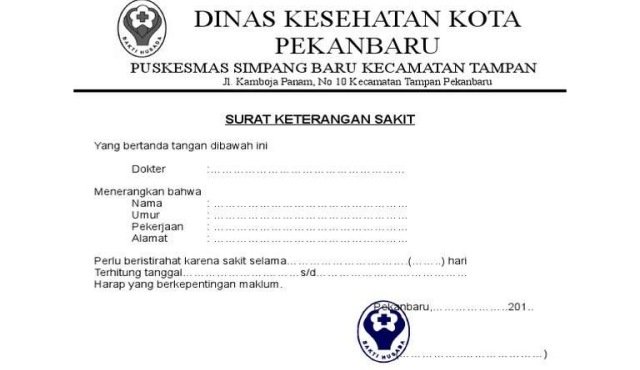 DINAS KESEHATAN KOTA
PEKANBARU
PUSKESMAS SIMPANG BARU KECAMATAN TAMPAN
Jl. Kamboja Panam, No 10 Kecamatan Tampan Pekanbaru
BAKTI HUSADA
SURAT KETERANGAN SAKIT
Yang bertanda tangan dibawah ini
Dokter :………………………………………………
Menerangkan bahwa
Nama : ………………………………………………
Umur : ………………………………………………
Pekerjaan : ………………………………………………
Alamat : ………………………………………………
Perlu beristirahat karena sakit selama……………………………(……..) hari
Terhitung tanggal……………………………s/d………………………………
Harap yang berkepentingan maklum.
Pekanbaru,………………..201..
BAKTI HUSADA
(……………………………………)